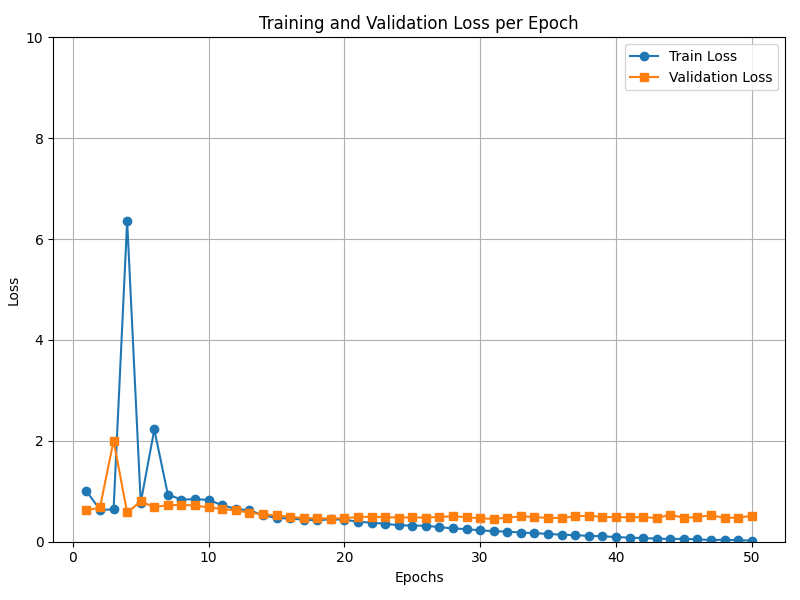 Training and Validation Loss per Epoch
10
8
6
4
2
0
Loss
Train Loss
Validation Loss
0 10 20 30 40 50
Epochs